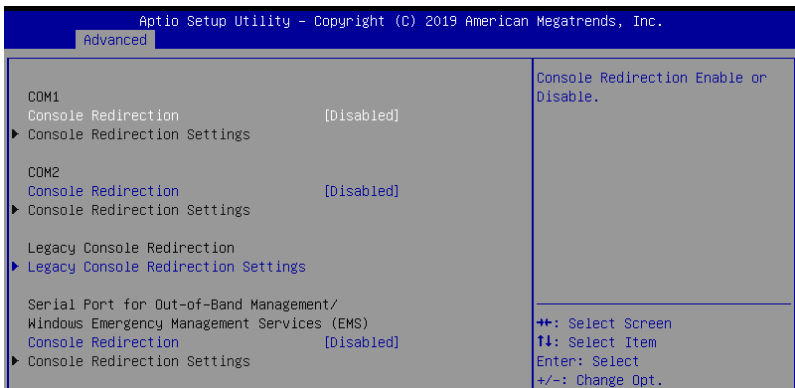 Aptio Setup Utility – Copyright (C) 2019 American Megatrends, Inc.
Advanced
COM1
Console Redirection [Disabled]
▶ Console Redirection Settings
COM2
Console Redirection [Disabled]
▶ Console Redirection Settings
Legacy Console Redirection
▶ Legacy Console Redirection Settings
Serial Port for Out-of-Band Management/
Windows Emergency Management Services (EMS)
Console Redirection [Disabled]
▶ Console Redirection Settings
Console Redirection Enable or
Disable.
→←: Select Screen
↑↓: Select Item
Enter: Select
+/-: Change Opt.